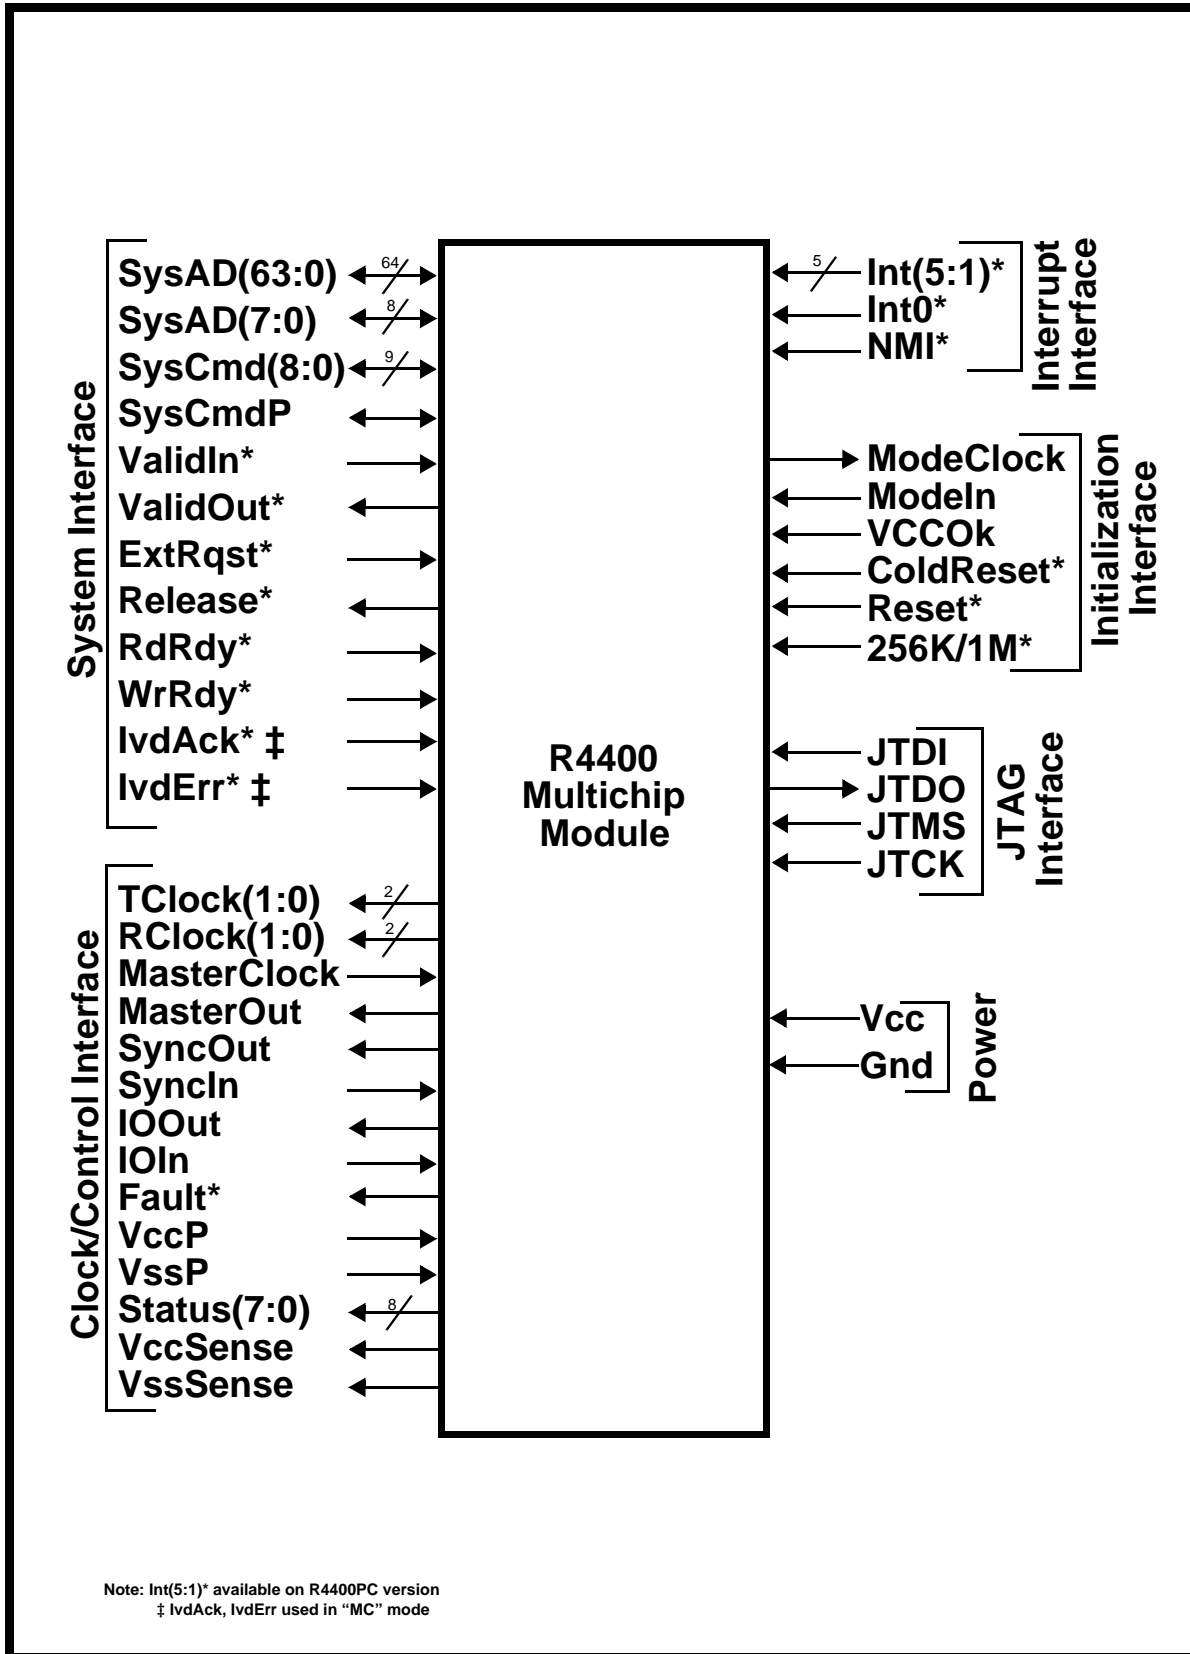 System Interface
SysAD(63:0)
64
SysAD(7:0)
8
SysCmd(8:0)
9
SysCmdP
ValidIn*
ValidOut*
ExtRqst*
Release*
RdRdy*
WrRdy*
IvdAck* ‡
IvdErr* ‡
Clock/Control Interface
TClock(1:0)
2
RClock(1:0)
2
MasterClock
MasterOut
SyncOut
SyncIn
IOOut
IOIn
Fault*
VccP
VssP
Status(7:0)
8
VccSense
VssSense
R4400
Multichip
Module
5
Int(5:1)*
Int0*
NMI*
Interrupt
Interface
ModeClock
ModeIn
VCCOk
ColdReset*
Reset*
256K/1M*
Initialization
Interface
JTDI
JTDO
JTMS
JTCK
JTAG
Interface
Vcc
Gnd
Power
Note: Int(5:1)* available on R4400PC version
‡ IvdAck, IvdErr used in “MC” mode